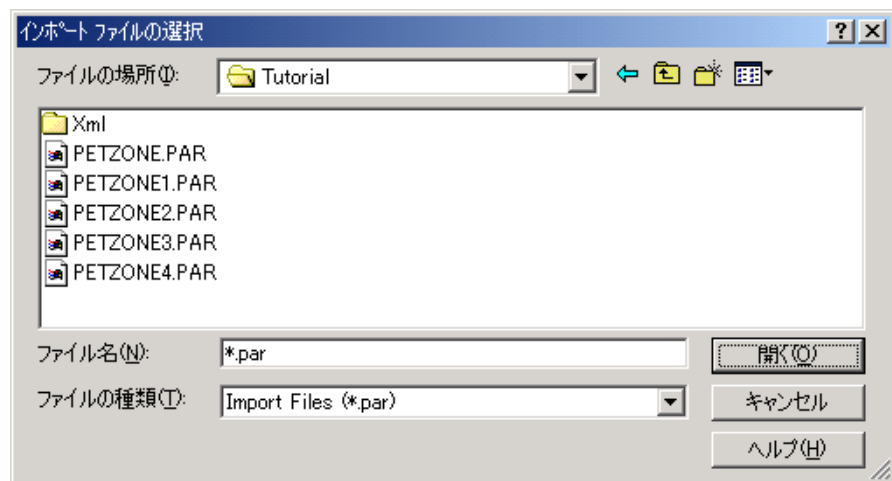 インポート ファイルの選択
ファイルの場所(I):
Tutorial
Xml
PETZONE.PAR
PETZONE1.PAR
PETZONE2.PAR
PETZONE3.PAR
PETZONE4.PAR
ファイル名(N):
*.par
開く(O)
ファイルの種類(T):
Import Files (*.par)
キャンセル
ヘルプ(H)